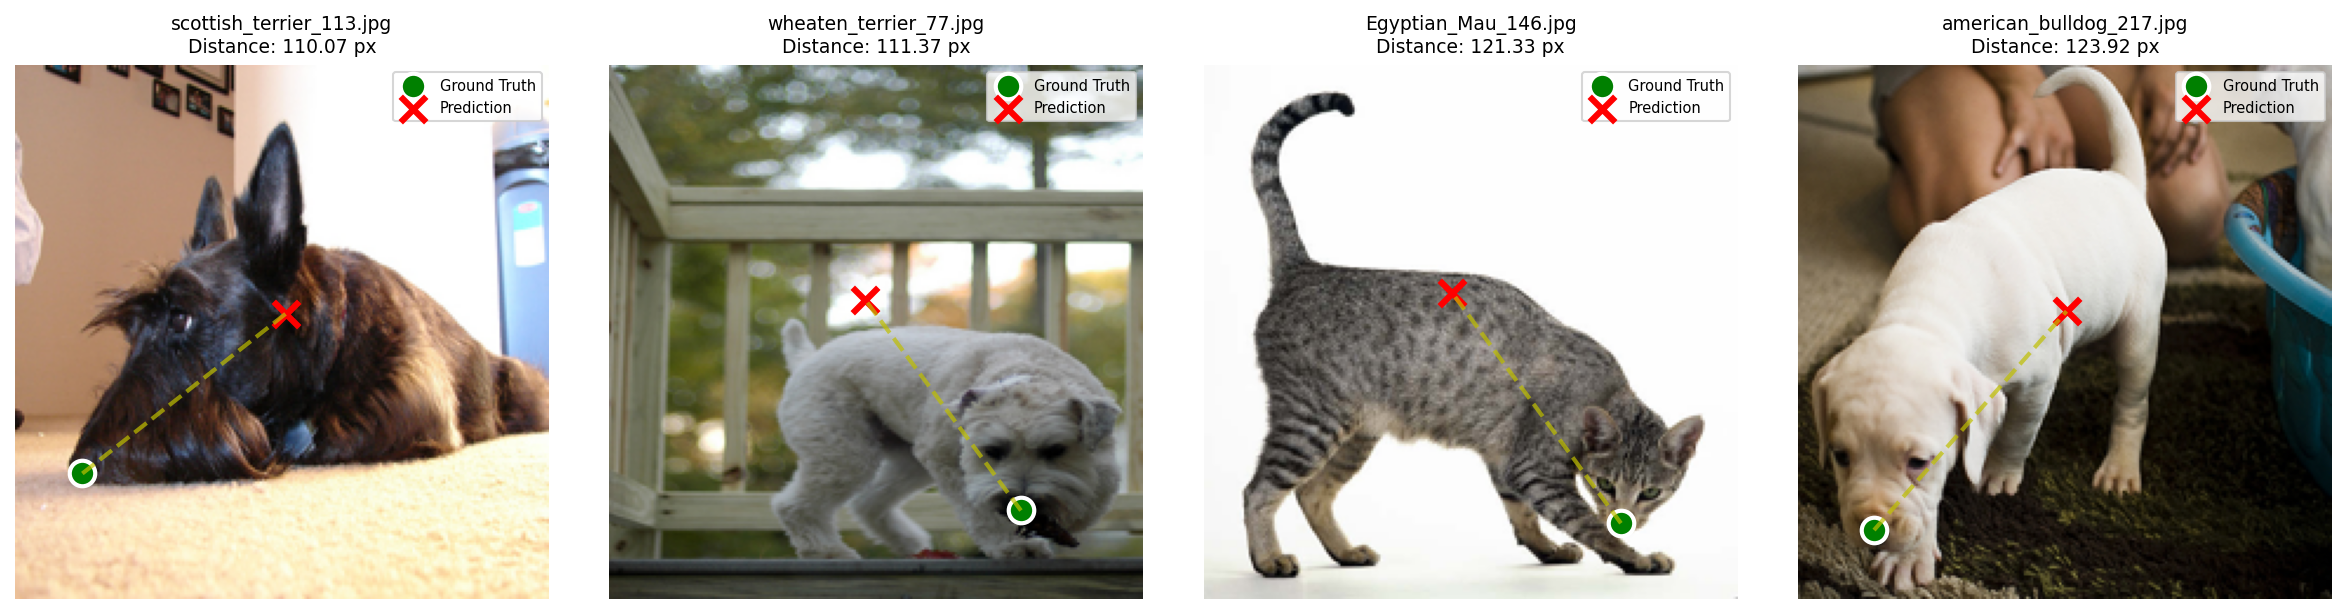 scottish_terrier_113.jpg
Distance: 110.07 px
Ground Truth
Prediction
wheaten_terrier_77.jpg
Distance: 111.37 px
Ground Truth
Prediction
Egyptian_Mau_146.jpg
Distance: 121.33 px
Ground Truth
Prediction
american_bulldog_217.jpg
Distance: 123.92 px
Ground Truth
Prediction